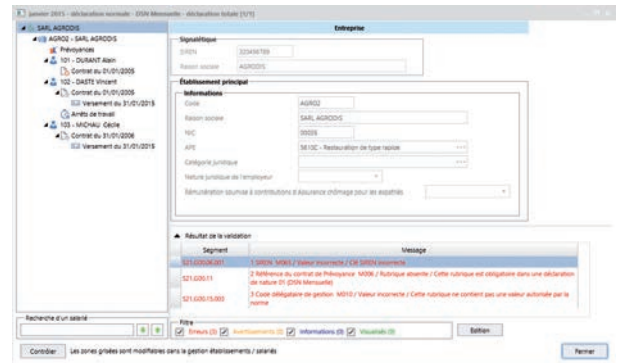 janvier 2015 - déclaration normale - DSN Mensuelle - déclaration totale [1/1]
SARL AGRODIS
AGRO2 - SARL AGRODIS
Prévoyances
101 - DURANT Alain
Contrat du 01/01/2005
102 - DASTE Vincent
Contrat du 01/01/2005
Versement du 31/01/2015
Arrêts de travail
103 - MICHAU Cécile
Contrat du 01/01/2006
Versement du 31/01/2015
Recherche d'un salarié
Entreprise
Signalétique
SIREN 323456789
Raison sociale AGRODIS
Établissement principal
Informations
Code AGRO2
Raison sociale SARL AGRODIS
NIC
APE 5610C - Restauration de type rapide
Catégorie juridique
Nature juridique de l'employeur
Rémunération soumise à contributions d'Assurance chômage pour les expatriés
Résultat de la validation
Segment Message
S21.G00.06.001 1 SIREN M063 / Valeur incorrecte / Clé SIREN incorrecte
S21.G00.11 2 Référence du contrat de Prévoyance M006 / Rubrique absente / Cette rubrique est obligatoire dans une déclaration
de nature 01 (DSN Mensuelle)
S21.G00.15.003 3 Code délégataire de gestion M010 / Valeur incorrecte / Cette rubrique ne contient pas une valeur autorisée par la
norme
Filtre
Erreurs (3) Avertissements (0) Informations (0) Visualisés (0)
Edition
Contrôler Les zones grisées sont modifiables dans la gestion établissements / salariés Fermer